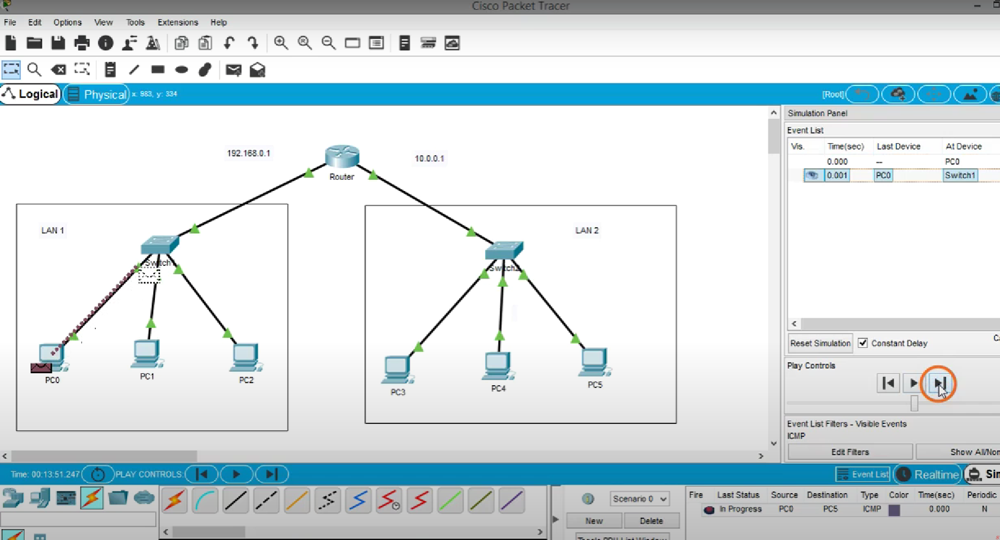 Cisco Packet Tracer
File Edit Options View Tools Extensions Help
Logical Physical x: 983, y: 334 [Root]
Simulation Panel
Event List
Vis. Time(sec) Last Device At Device
0.000 -- PC0
0.001 PC0 Switch1
192.168.0.1
10.0.0.1
Router
LAN 1
LAN 2
Switch
Switch2
PC0
PC1
PC2
PC3
PC4
PC5
Reset Simulation Constant Delay
Play Controls
Event List Filters - Visible Events
ICMP
Edit Filters Show All/Non
Time: 00:13:51.247 PLAY CONTROLS: Event List Realtime Sim
Scenario 0
New Delete
Fire Last Status Source Destination Type Color Time(sec) Periodic
In Progress PC0 PC5 ICMP 0.000 N